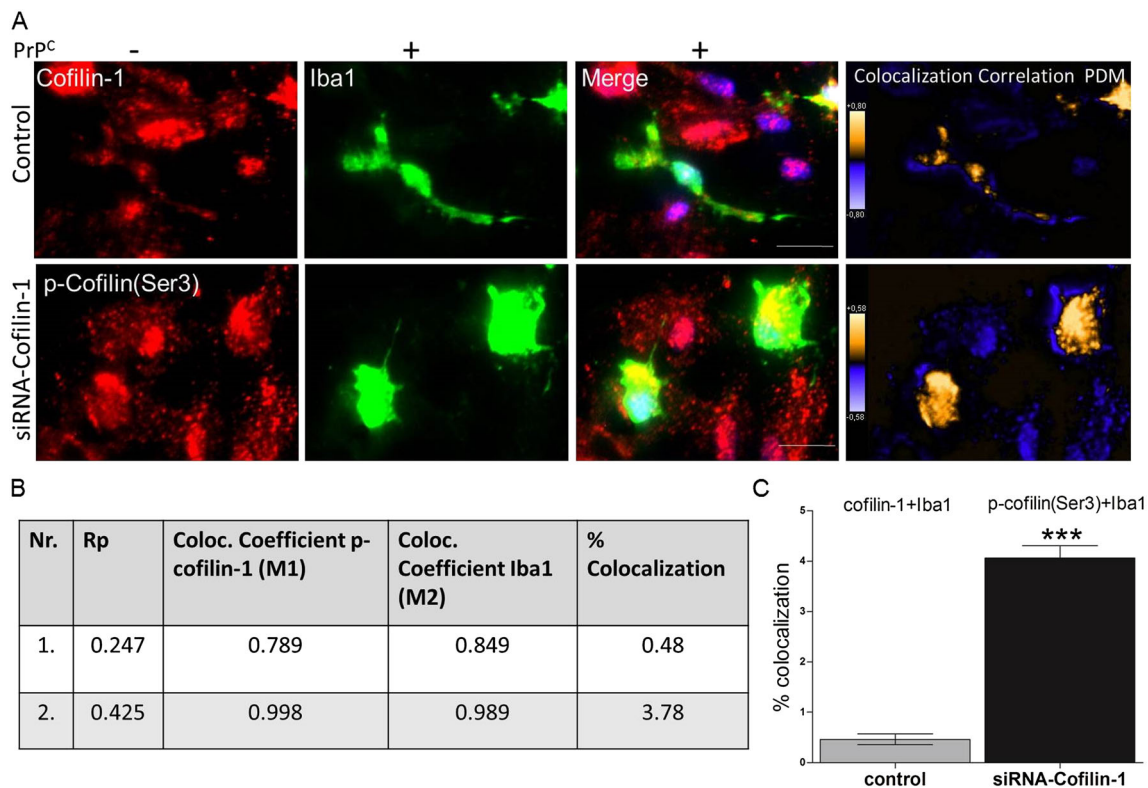 A
PrPᶜ - + +
Cofilin-1 Iba1 Merge Colocalization Correlation PDM
Control
+0,80
-0,80
p-Cofilin(Ser3)
siRNA-Cofilin-1
+0,58
-0,58
B
Nr. Rp Coloc. Coefficient p-
cofilin-1 (M1) Coloc.
Coefficient Iba1
(M2) %
Colocalization
1. 0.247 0.789 0.849 0.48
2. 0.425 0.998 0.989 3.78
C
cofilin-1+Iba1 p-cofilin(Ser3)+Iba1
***
% colocalization
5
4
3
2
1
0
control siRNA-Cofilin-1